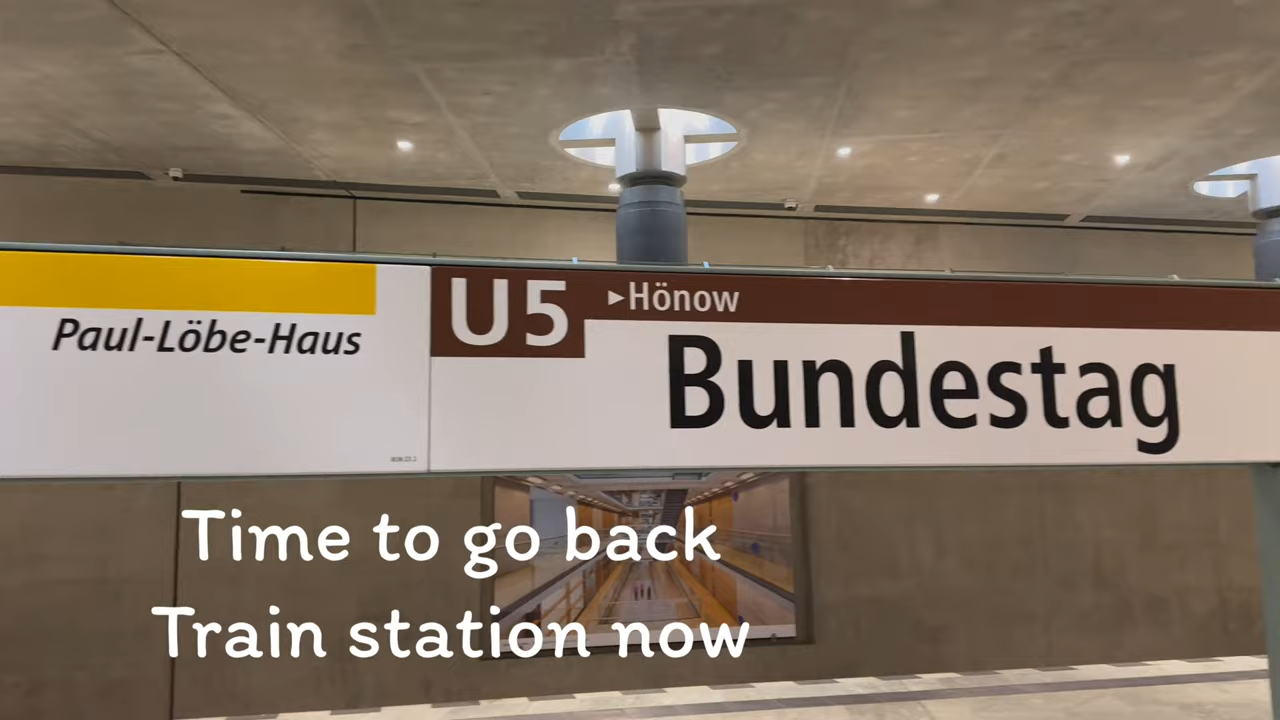 Paul-Löbe-Haus
U5 ▸Hönow
Bundestag
Time to go back
Train station now